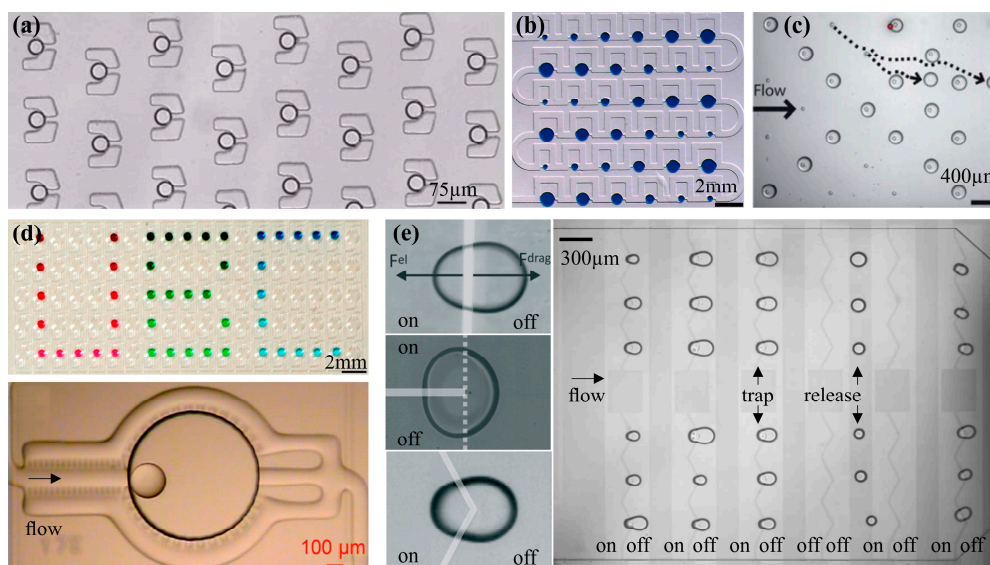 (a)
75µm
(b)
2mm
(c)
Flow
400µm
(d)
2mm
flow
100 µm
(e)
Fel
Fdrag
on
off
on
off
on
off
300µm
flow
trap
release
on off on off on off on off on off on off